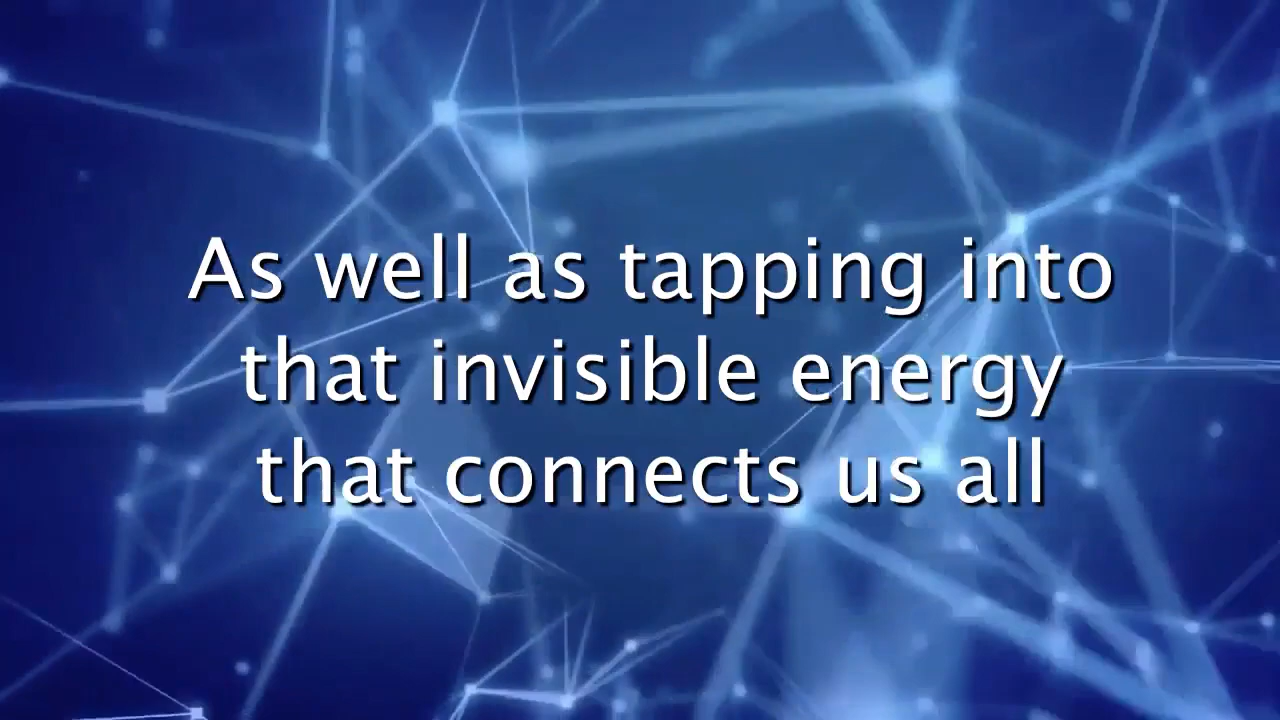 As well as tapping into
that invisible energy
that connects us all